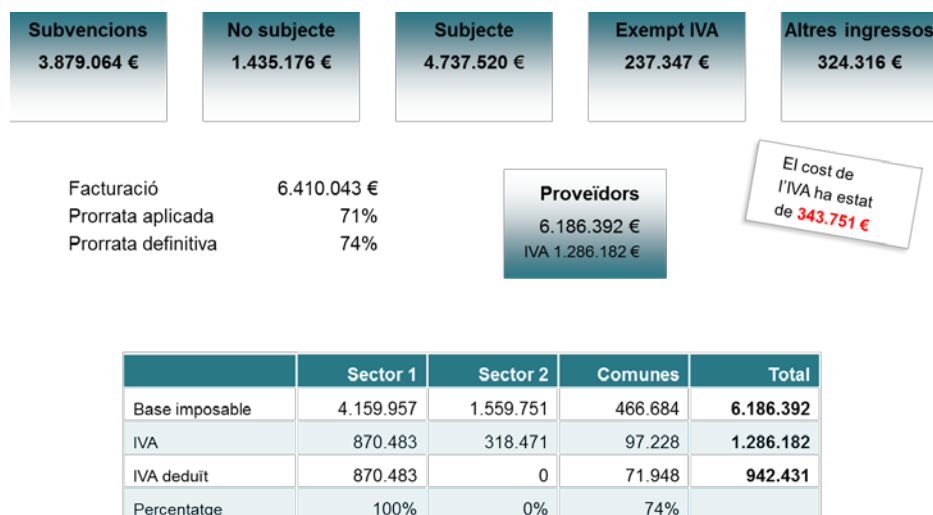 Subvencions No subjecte Subjecte Exempt IVA Altres ingressos
3.879.064 € 1.435.176 € 4.737.520 € 237.347 € 324.316 €
El cost de
l'IVA ha estat
de 343.751 €
Facturació 6.410.043 €
Prorrata aplicada 71%
Prorrata definitiva 74%
Proveïdors
6.186.392 €
IVA 1.286.182 €
Sector 1 Sector 2 Comunes Total
Base imposable 4.159.957 1.559.751 466.684 6.186.392
IVA 870.483 318.471 97.228 1.286.182
IVA deduït 870.483 0 71.948 942.431
Percentatge 100% 0% 74%